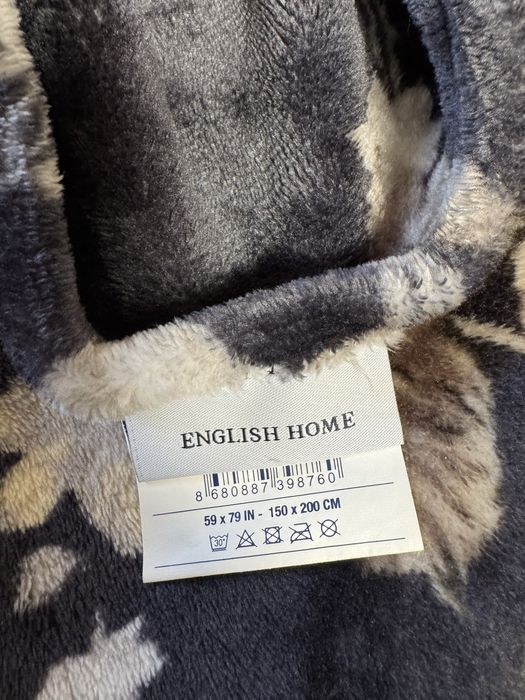 ENGLISH HOME
8 680887 398760
59 x 79 IN - 150 x 200 CM
30°